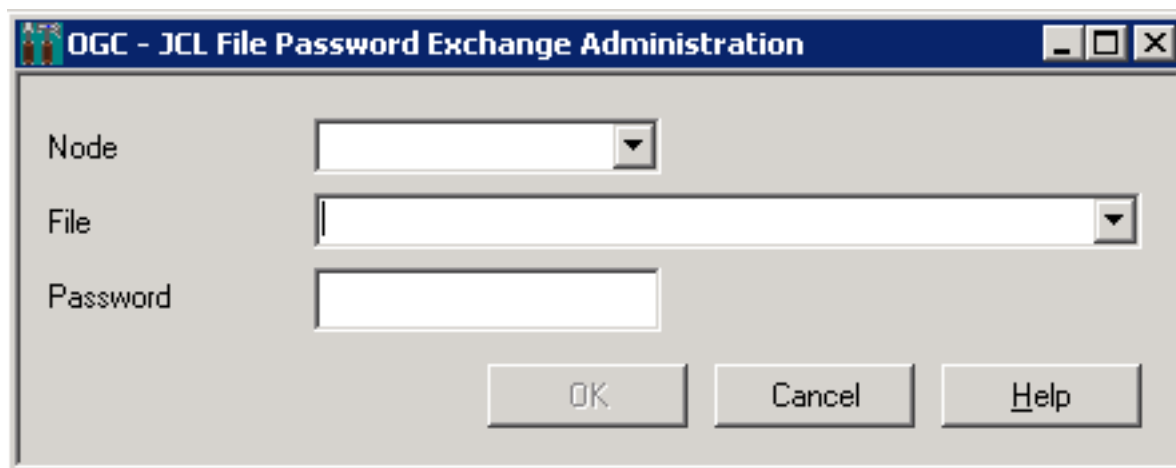 OGC - JCL File Password Exchange Administration
Node
File
Password
OK Cancel Help